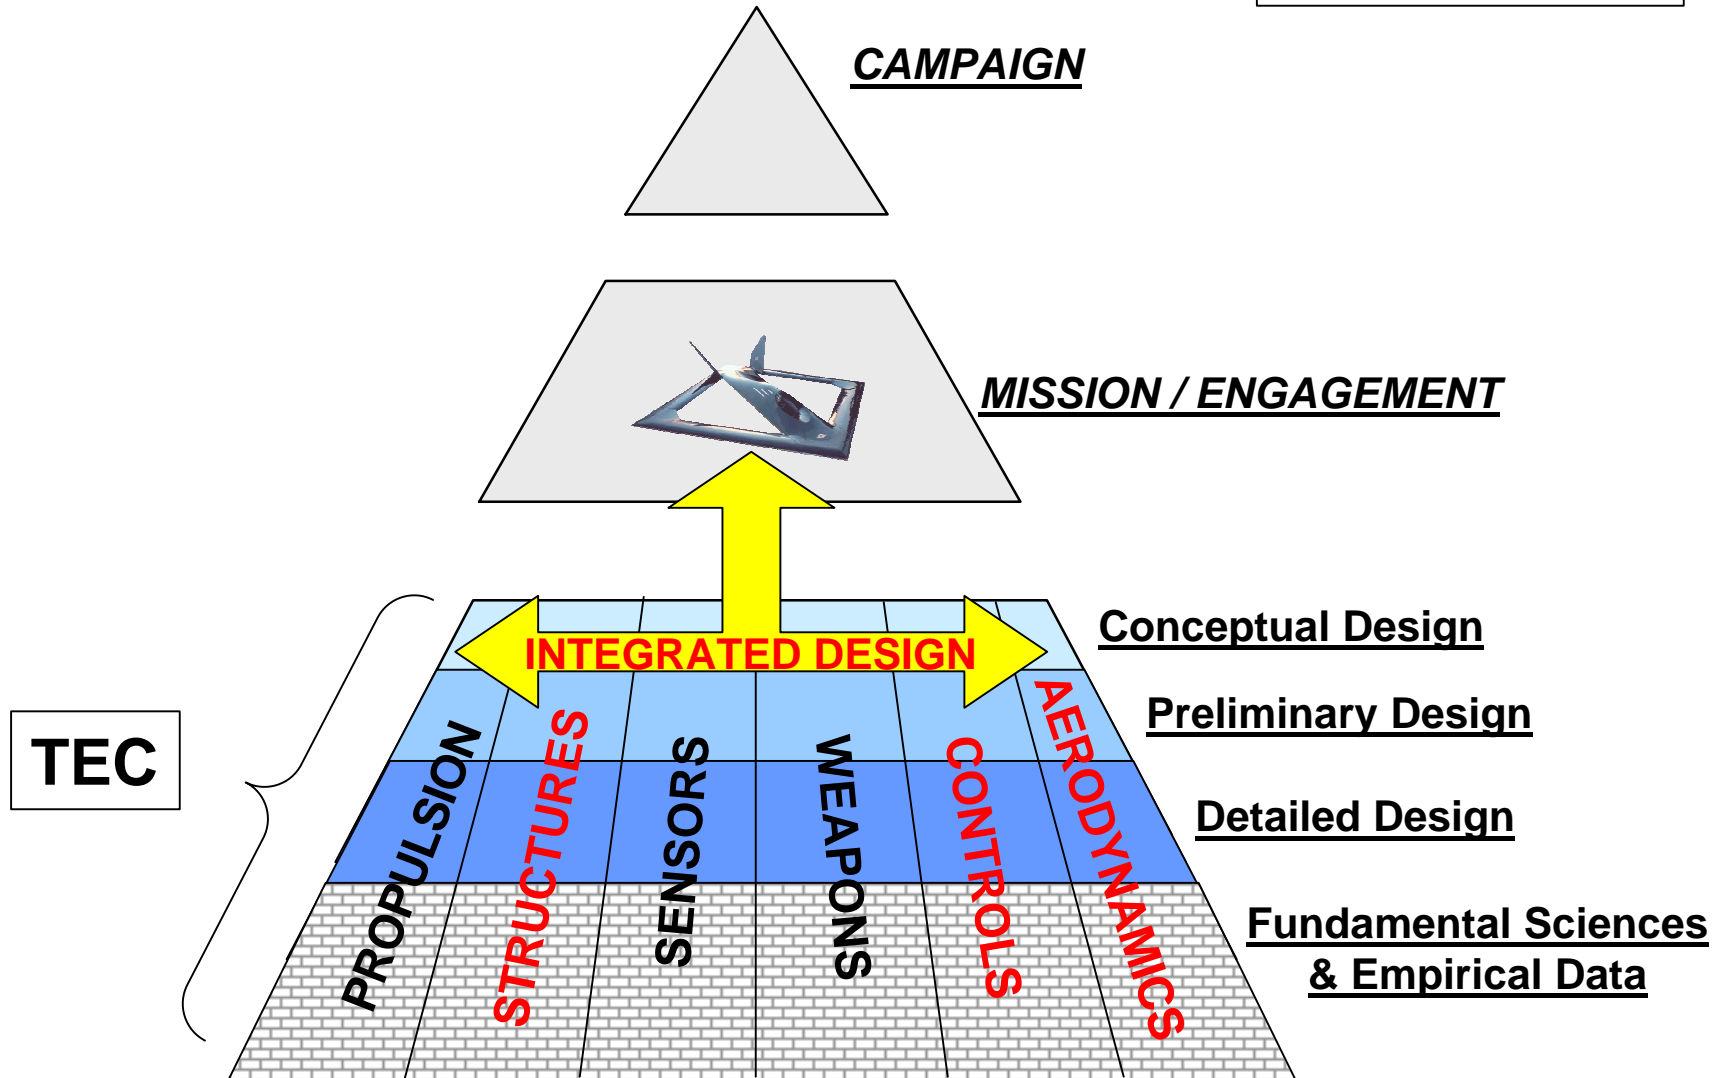 CAMPAIGN
MISSION / ENGAGEMENT
INTEGRATED DESIGN
Conceptual Design
Preliminary Design
Detailed Design
Fundamental Sciences
& Empirical Data
TEC
PROPULSION
STRUCTURES
SENSORS
WEAPONS
CONTROLS
AERODYNAMICS